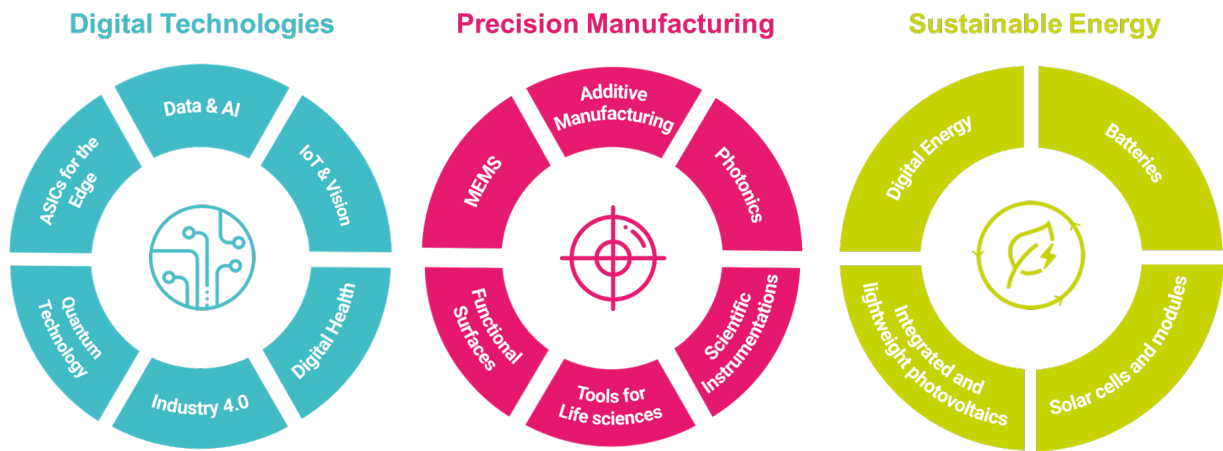 Digital Technologies
Data & AI
IoT & Vision
Digital Health
Industry 4.0
Quantum
Technology
ASICs for the
Edge
Precision Manufacturing
Additive
Manufacturing
Photonics
Scientific
Instrumentations
Tools for
Life sciences
Functional
Surfaces
MEMS
Sustainable Energy
Digital Energy
Batteries
Solar cells and modules
Integrated and
lightweight photovoltaics